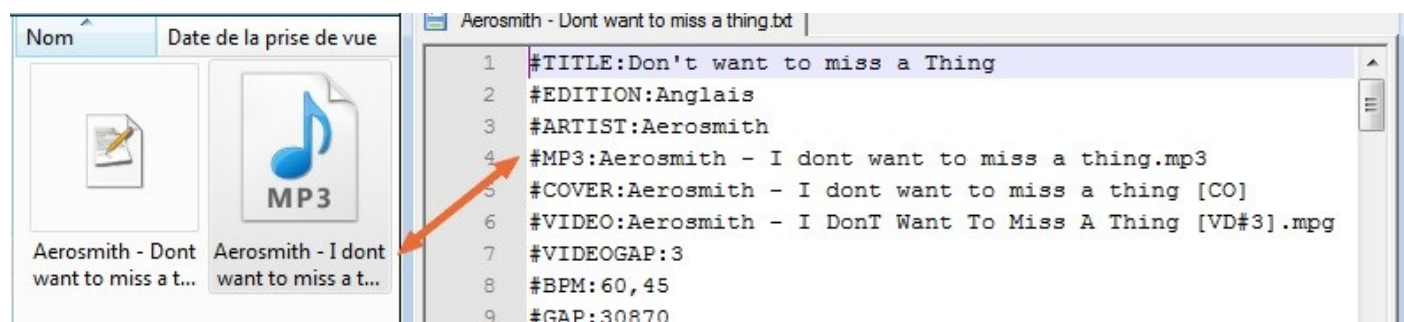 Nom Date de la prise de vue
MP3
Aerosmith - Dont
want to miss a t...
Aerosmith - I dont
want to miss a t...
Aerosmith - Dont want to miss a thing.txt
1 #TITLE:Don't want to miss a Thing
2 #EDITION:Anglais
3 #ARTIST:Aerosmith
4 #MP3:Aerosmith - I dont want to miss a thing.mp3
5 #COVER:Aerosmith - I dont want to miss a thing [CO]
6 #VIDEO:Aerosmith - I DonT Want To Miss A Thing [VD#3].mpg
7 #VIDEOGAP:3
8 #BPM:60,45
9 #GAP:30870